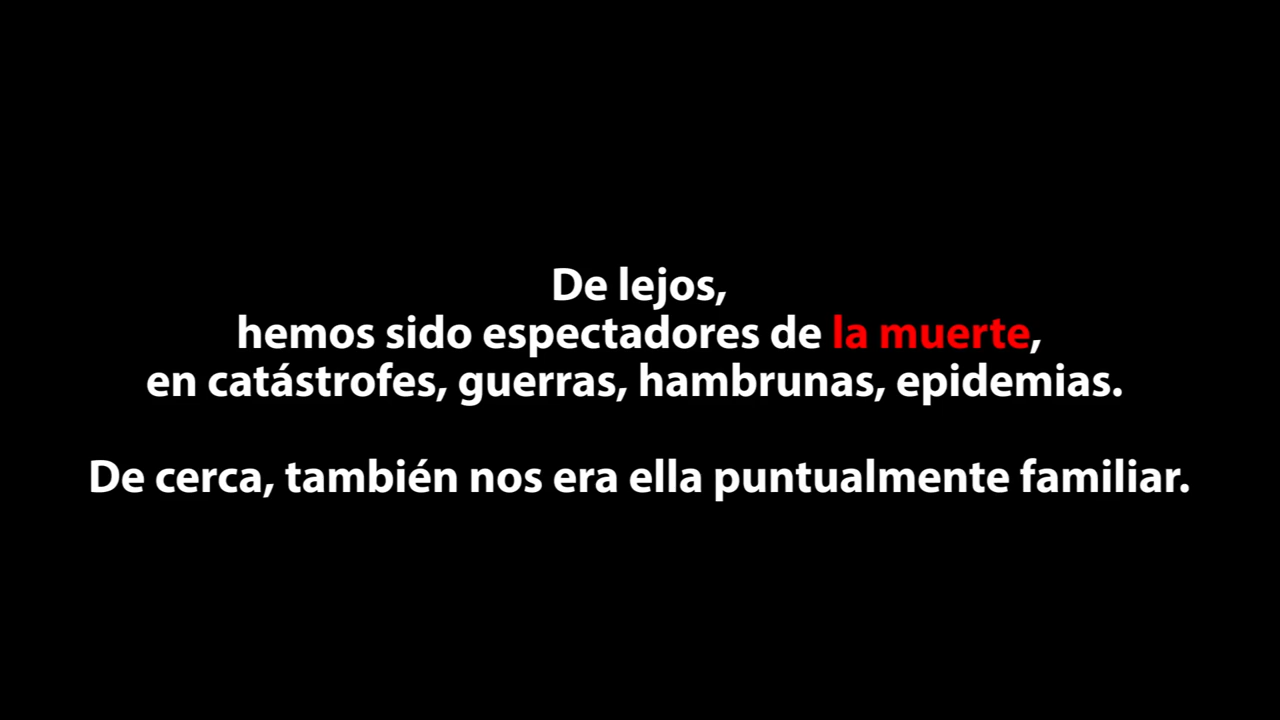 De lejos,
hemos sido espectadores de la muerte,
en catástrofes, guerras, hambrunas, epidemias.
De cerca, también nos era ella puntualmente familiar.